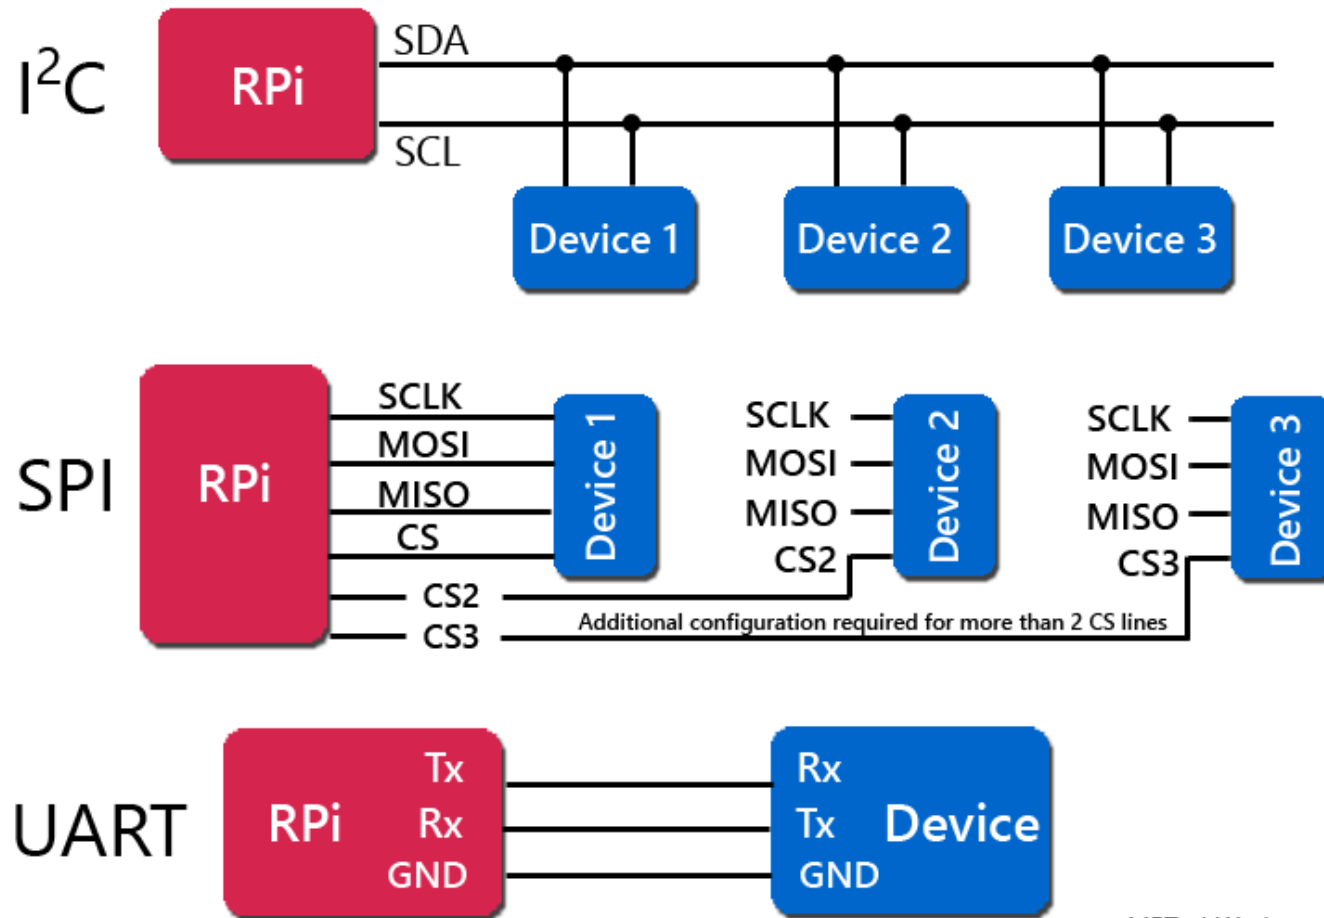 I²C
RPi
SDA
SCL
Device 1
Device 2
Device 3
SPI
RPi
SCLK
MOSI
MISO
CS
CS2
CS3
Device 1
SCLK
MOSI
MISO
CS2
Device 2
SCLK
MOSI
MISO
CS3
Device 3
Additional configuration required for more than 2 CS lines
UART
RPi
Tx
Rx
GND
Rx
Tx
GND
Device